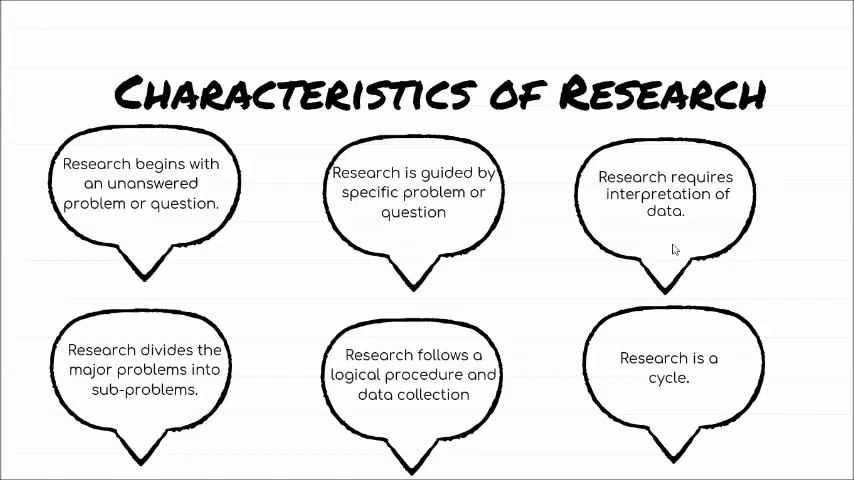 Characteristics of Research
Research begins with
an unanswered
problem or question.
Research is guided by
specific problem or
question
Research requires
interpretation of
data.
Research divides the
major problems into
sub-problems.
Research follows a
logical procedure and
data collection
Research is a
cycle.